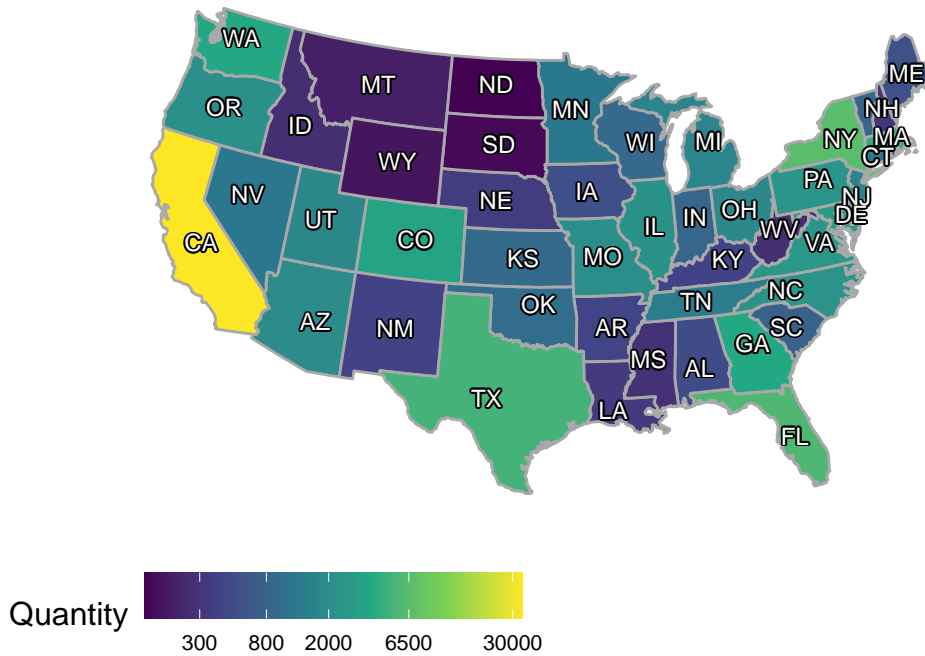 WA
ME
MT
ND
OR
MN
NH
ID
WI
MI
NY
MA
SD
CT
WY
PA
NV
NE
IA
NJ
OH
DE
UT
IL
IN
WV
CO
VA
CA
KS
MO
KY
NC
OK
TN
AZ
NM
AR
SC
GA
MS
AL
TX
LA
FL
Quantity
300 800 2000 6500 30000